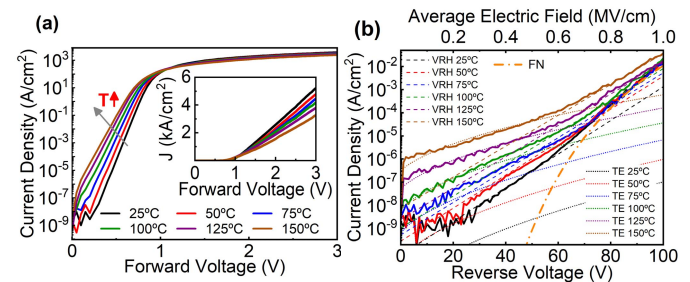 (a)
Current Density (A/cm²)
10³
10¹
10⁻¹
10⁻³
10⁻⁵
10⁻⁷
10⁻⁹
T
J (kA/cm²)
6
4
2
0
1
2
3
Forward Voltage (V)
25ºC
50ºC
75ºC
100ºC
125ºC
150ºC
0
1
2
3
Forward Voltage (V)
(b)
Average Electric Field (MV/cm)
0.0
0.3
0.5
0.8
1.0
Current Density (A/cm²)
10⁻²
10⁻³
10⁻⁴
10⁻⁵
10⁻⁶
10⁻⁷
10⁻⁸
10⁻⁹
VRH 25ºC
VRH 50ºC
VRH 75ºC
VRH 100ºC
VRH 125ºC
VRH 150ºC
FN
TE 25ºC
TE 50ºC
TE 75ºC
TE 100ºC
TE 125ºC
TE 150ºC
0
20
40
60
80
100
Reverse Voltage (V)